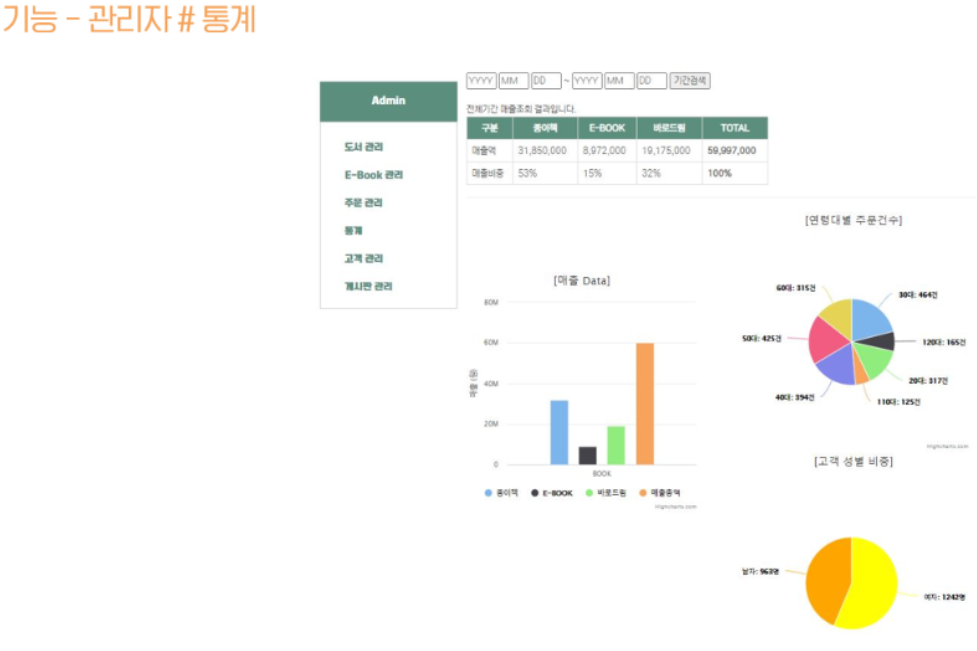 기능 - 관리자 # 통계
Admin
도서 관리
E-Book 관리
주문 관리
통계
고객 관리
게시판 관리
YYYY MM DD ~ YYYY MM DD 기간검색
전체기간 매출조회 결과입니다.
구분 종이책 E-BOOK 바로드림 TOTAL
매출액 31,850,000 8,972,000 19,175,000 59,997,000
매출비중 53% 15% 32% 100%
[매출 Data]
80M
60M
40M
20M
0
매출 (원)
BOOK
종이책 E-BOOK 바로드림 매출총액
Highcharts.com
[연령대별 주문건수]
60대: 315건
30대: 464건
50대: 425건
120대: 165건
20대: 317건
40대: 394건
110대: 125건
Highcharts.com
[고객 성별 비중]
남자: 963명
여자: 1242명